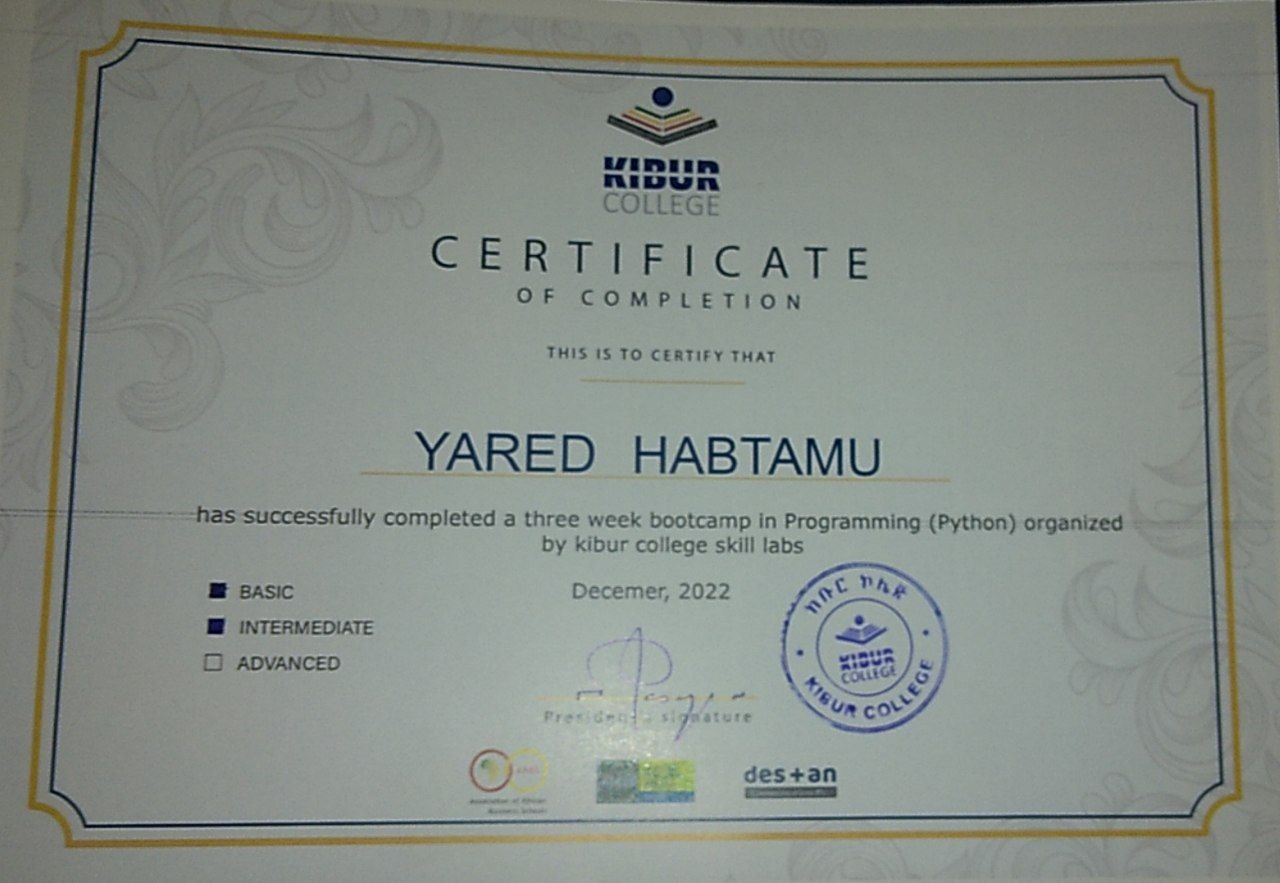 KIBUR
COLLEGE
CERTIFICATE
OF COMPLETION
THIS IS TO CERTIFY THAT
YARED HABTAMU
has successfully completed a three week bootcamp in Programming (Python) organized
by kibur college skill labs
BASIC
INTERMEDIATE
ADVANCED
Decemer, 2022
signature
ክቡር ኮሌጅ
KIBUR
COLLEGE
KIBUR COLLEGE
Association of African
Business Schools
des+an